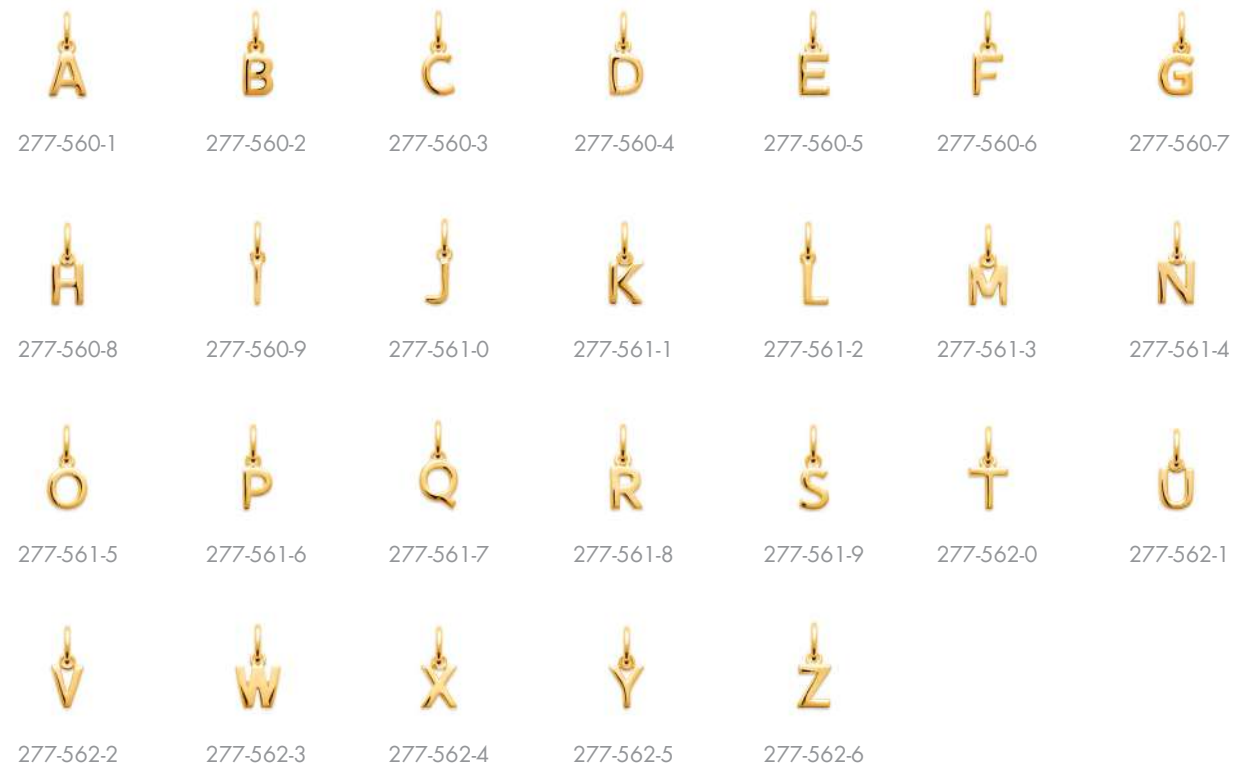 A B C D E F G
277-560-1 277-560-2 277-560-3 277-560-4 277-560-5 277-560-6 277-560-7
H I J K L M N
277-560-8 277-560-9 277-561-0 277-561-1 277-561-2 277-561-3 277-561-4
O P Q R S T U
277-561-5 277-561-6 277-561-7 277-561-8 277-561-9 277-562-0 277-562-1
V W X Y Z
277-562-2 277-562-3 277-562-4 277-562-5 277-562-6